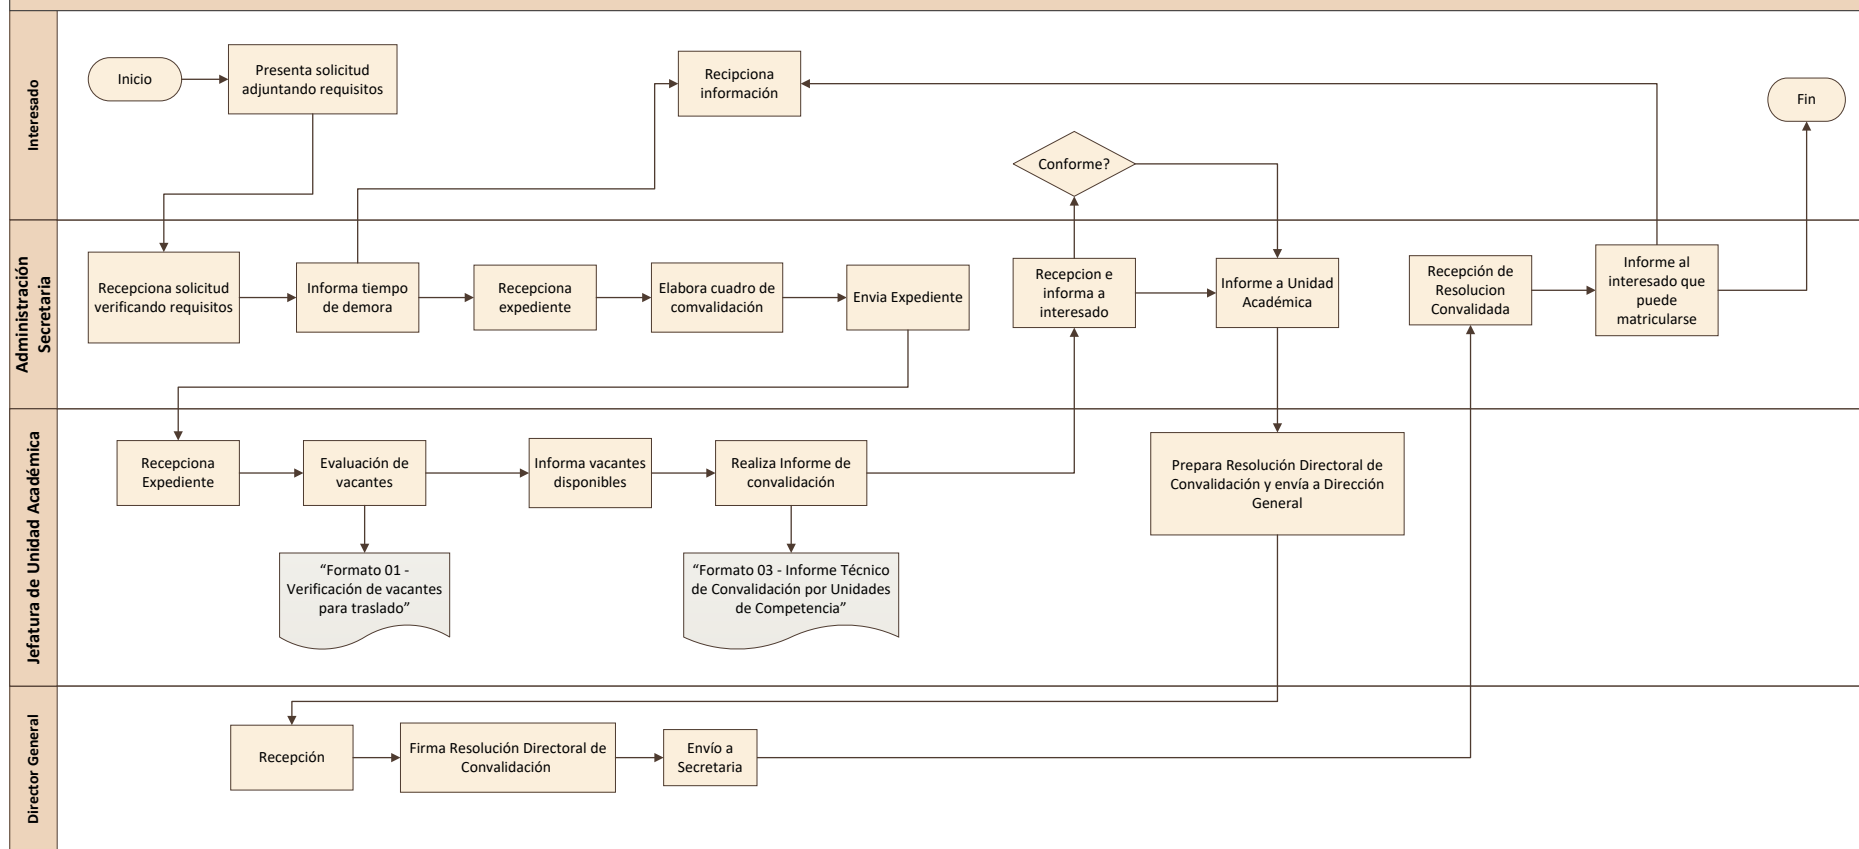 Interesado
Inicio
Presenta solicitud
adjuntando requisitos
Recipciona
información
Conforme?
Fin
Administración
Secretaria
Recepciona solicitud
verificando requisitos
Informa tiempo
de demora
Recepciona
expediente
Elabora cuadro de
comvalidación
Envia Expediente
Recepcion e
informa a
interesado
Informe a Unidad
Académica
Recepción de
Resolucion
Convalidada
Informe al
interesado que
puede
matricularse
Jefatura de Unidad Académica
Recepciona
Expediente
Evaluación de
vacantes
Informa vacantes
disponibles
Realiza Informe de
convalidación
Prepara Resolución Directoral de
Convalidación y envía a Dirección
General
“Formato 01 -
Verificación de vacantes
para traslado”
“Formato 03 - Informe Técnico
de Convalidación por Unidades
de Competencia”
Director General
Recepción
Firma Resolución Directoral de
Convalidación
Envío a
Secretaria